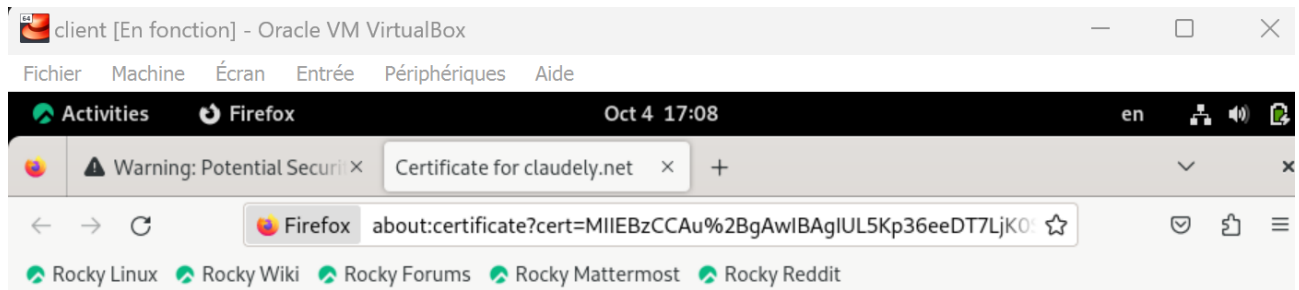 64
client [En fonction] - Oracle VM VirtualBox
Fichier Machine Écran Entrée Périphériques Aide
Activities Firefox Oct 4 17:08 en
Warning: Potential Securi Certificate for claudely.net
Firefox about:certificate?cert=MIIEBzCCAu%2BgAwIBAgIUL5Kp36eeDT7LjK0
Rocky Linux Rocky Wiki Rocky Forums Rocky Mattermost Rocky Reddit